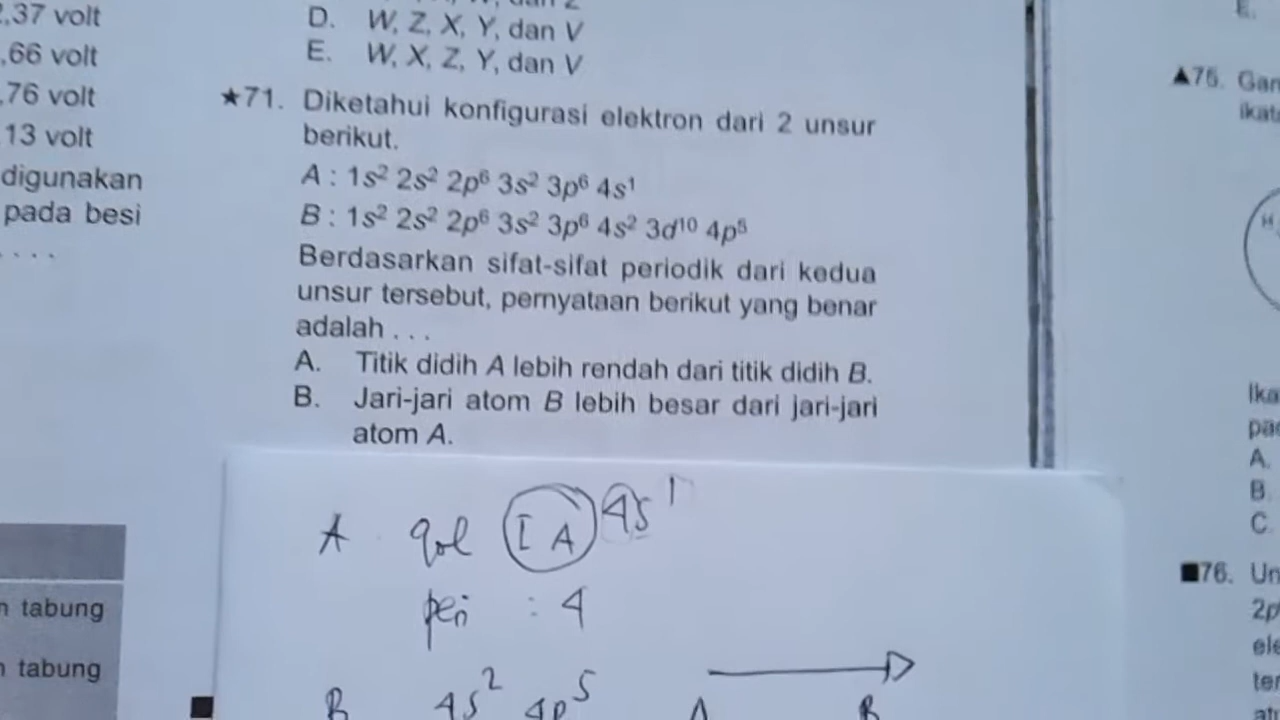 ,37 volt
,66 volt
,76 volt
13 volt
digunakan
pada besi
. . . .
tabung
tabung
D. W, Z, X, Y, dan V
E. W, X, Z, Y, dan V
★71. Diketahui konfigurasi elektron dari 2 unsur
berikut.
A : 1s² 2s² 2p⁶ 3s² 3p⁶ 4s¹
B : 1s² 2s² 2p⁶ 3s² 3p⁶ 4s² 3d¹⁰ 4p⁵
Berdasarkan sifat-sifat periodik dari kedua
unsur tersebut, pernyataan berikut yang benar
adalah . . .
A. Titik didih A lebih rendah dari titik didih B.
B. Jari-jari atom B lebih besar dari jari-jari
atom A.
A gol I A 4s¹
peri : 4
B 4s² 4p⁵
A B
▲75. Gar
ikat
H
Ika
pa
A.
B.
C.
■76. Un
2p
ele
ter